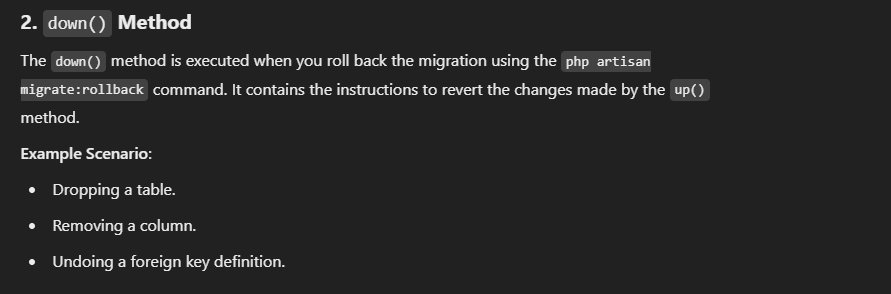 2. down() Method
The down() method is executed when you roll back the migration using the php artisan
migrate:rollback command. It contains the instructions to revert the changes made by the up()
method.
Example Scenario:
• Dropping a table.
• Removing a column.
• Undoing a foreign key definition.